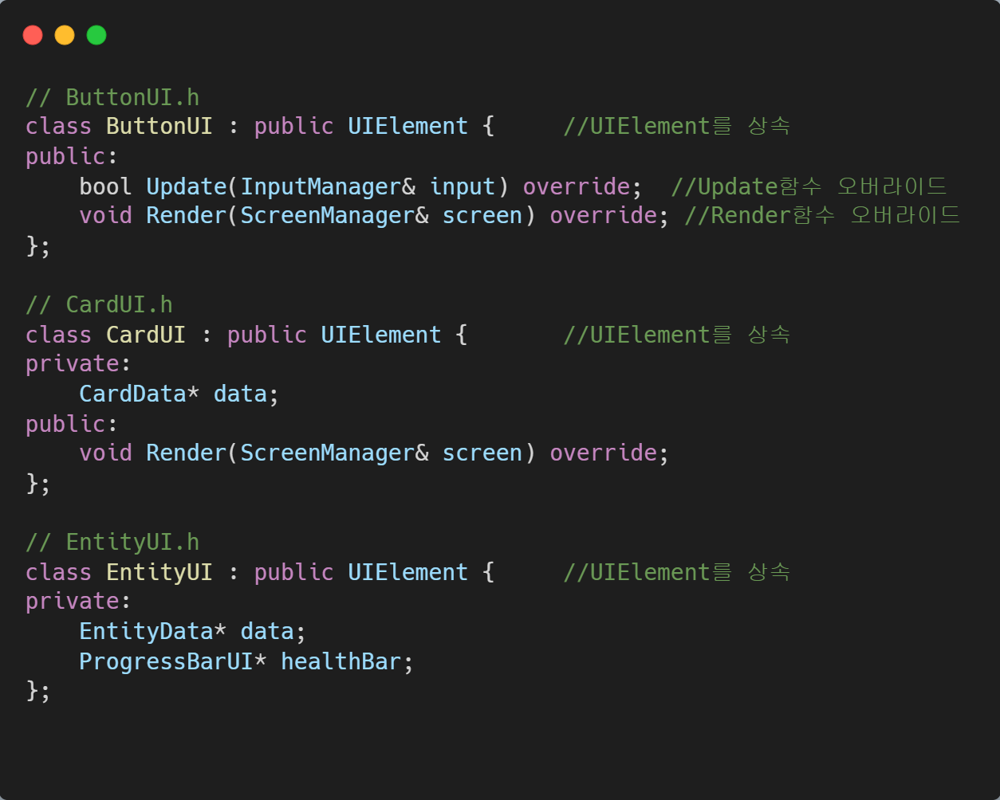 // ButtonUI.h
class ButtonUI : public UIElement {     //UIElement를 상속
public:
    bool Update(InputManager& input) override;  //Update함수 오버라이드
    void Render(ScreenManager& screen) override; //Render함수 오버라이드
};

// CardUI.h
class CardUI : public UIElement {       //UIElement를 상속
private:
    CardData* data;
public:
    void Render(ScreenManager& screen) override;
};

// EntityUI.h
class EntityUI : public UIElement {     //UIElement를 상속
private:
    EntityData* data;
    ProgressBarUI* healthBar;
};